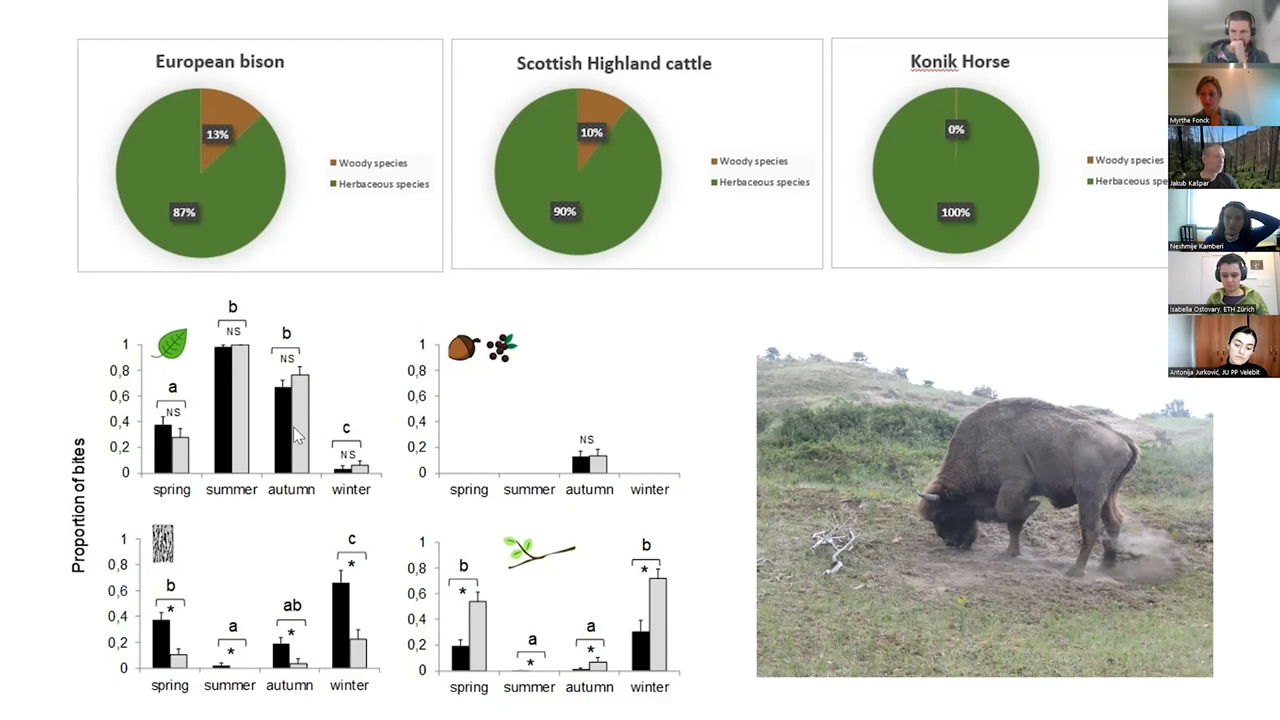 European bison
13%
87%
Woody species
Herbaceous species
Scottish Highland cattle
10%
90%
Woody species
Herbaceous species
Konik Horse
0%
100%
Woody species
Herbaceous spe
Myrthe Fonck
Jakub Kašpar
Nexhmije Kamberi
Isabella Ostovary, ETH Zürich
Antonija Jurković, JU PP Velebit
Proportion of bites
1
0,8
0,6
0,4
0,2
0
a
NS
b
NS
b
NS
c
NS
spring summer autumn winter
1
0,8
0,6
0,4
0,2
0
NS
spring summer autumn winter
1
0,8
0,6
0,4
0,2
0
b
*
a
*
ab
*
c
*
spring summer autumn winter
1
0,8
0,6
0,4
0,2
0
b
*
a
*
a
*
b
*
spring summer autumn winter